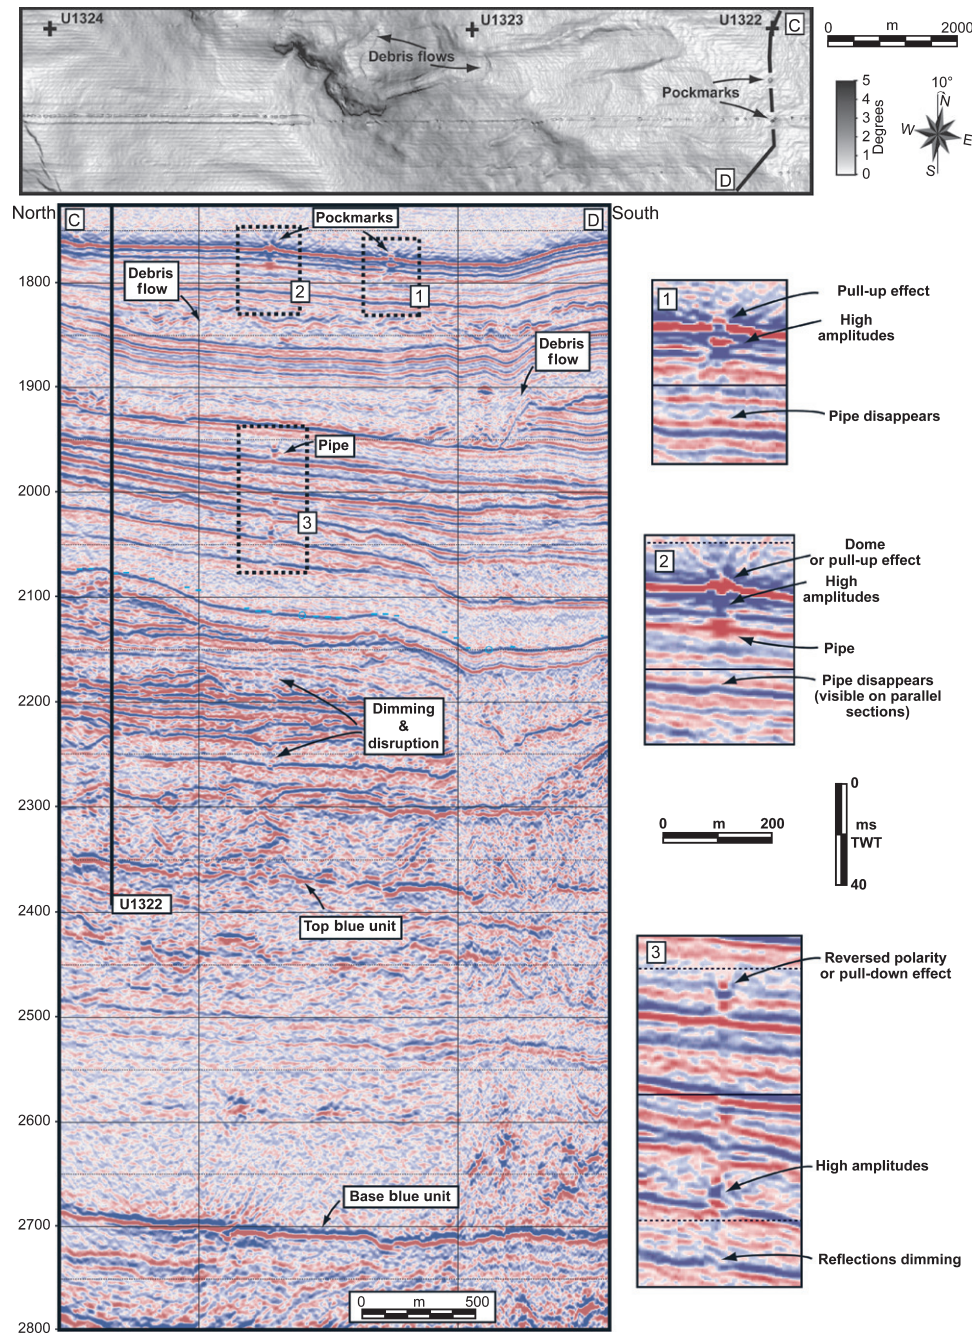 U1324
U1323
U1322
C
Debris flows
Pockmarks
D
0 m 2000
5
4
3
2
1
0
Degrees
10°
N
W
E
S
North
C
D
South
Pockmarks
2
1
Debris
flow
Debris
flow
Pipe
3
Dimming
&
disruption
U1322
Top blue unit
Base blue unit
0 m 500
1800
1900
2000
2100
2200
2300
2400
2500
2600
2700
2800
1
Pull-up effect
High
amplitudes
Pipe disappears
2
Dome
or pull-up effect
High
amplitudes
Pipe
Pipe disappears
(visible on parallel
sections)
0 m 200
0
ms
TWT
40
3
Reversed polarity
or pull-down effect
High amplitudes
Reflections dimming